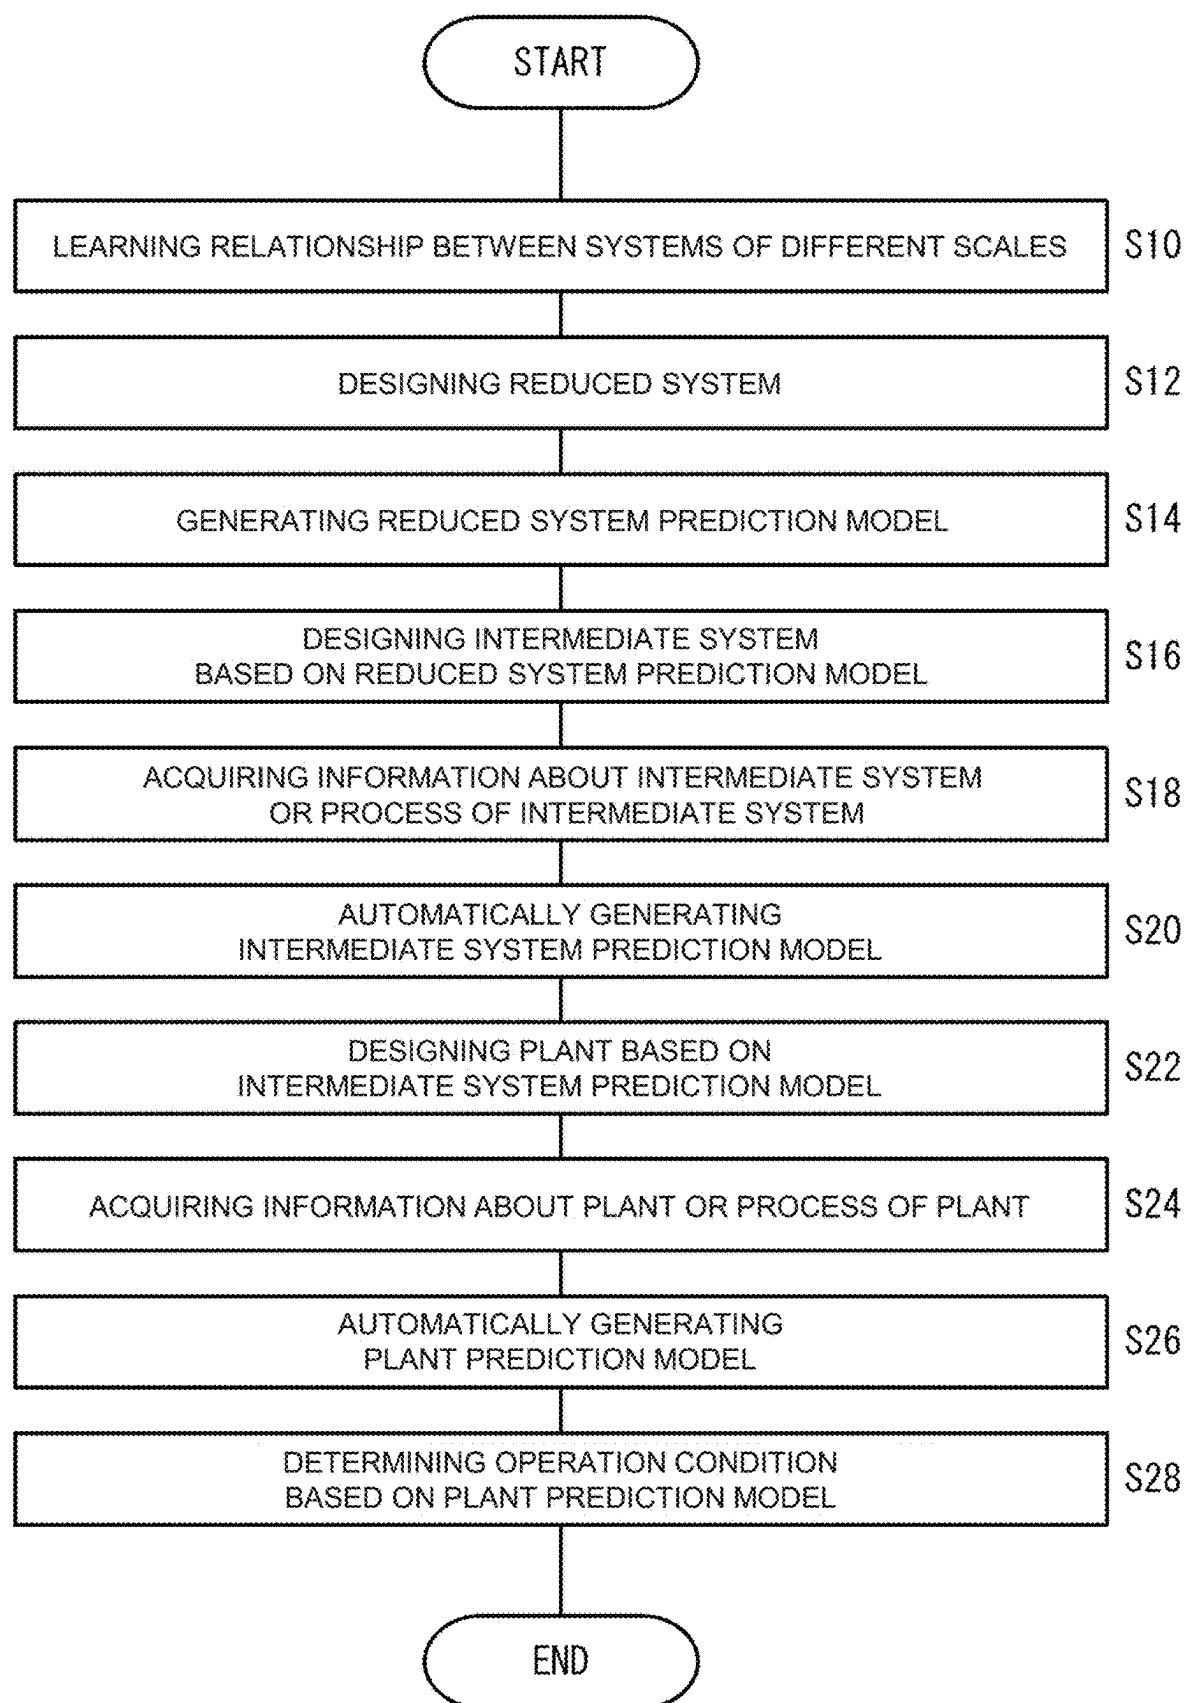 START
LEARNING RELATIONSHIP BETWEEN SYSTEMS OF DIFFERENT SCALES S10
DESIGNING REDUCED SYSTEM S12
GENERATING REDUCED SYSTEM PREDICTION MODEL S14
DESIGNING INTERMEDIATE SYSTEM
BASED ON REDUCED SYSTEM PREDICTION MODEL S16
ACQUIRING INFORMATION ABOUT INTERMEDIATE SYSTEM
OR PROCESS OF INTERMEDIATE SYSTEM S18
AUTOMATICALLY GENERATING
INTERMEDIATE SYSTEM PREDICTION MODEL S20
DESIGNING PLANT BASED ON
INTERMEDIATE SYSTEM PREDICTION MODEL S22
ACQUIRING INFORMATION ABOUT PLANT OR PROCESS OF PLANT S24
AUTOMATICALLY GENERATING
PLANT PREDICTION MODEL S26
DETERMINING OPERATION CONDITION
BASED ON PLANT PREDICTION MODEL S28
END